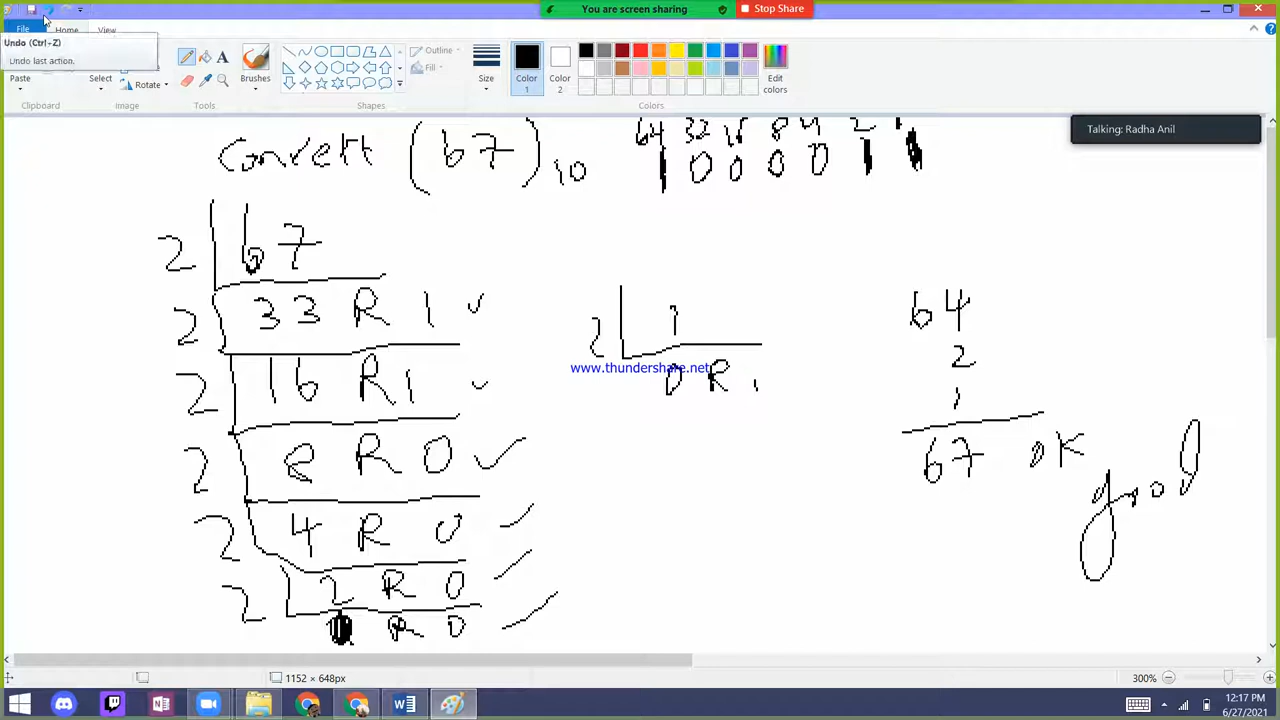 You are screen sharing
Stop Share
File
Home
View
Undo (Ctrl-Z)
Undo last action.
Paste
Select
Rotate
Brushes
Outline
Fill
Size
Color 1
Color 2
Edit colors
Clipboard
Image
Tools
Shapes
Colors
Talking: Radha Anil
Convert (67)10
64 32 16 8 4 2 1
1 0 0 0 0 1 1
2 67
2 33 R 1
2 16 R 1
2 8 R 0
2 4 R 0
2 2 R 0
1 R 0
2 1
0 R 1
www.thundershare.net
64
2
1
67 OK
good
1152 × 648px
300%
12:17 PM
6/27/2021